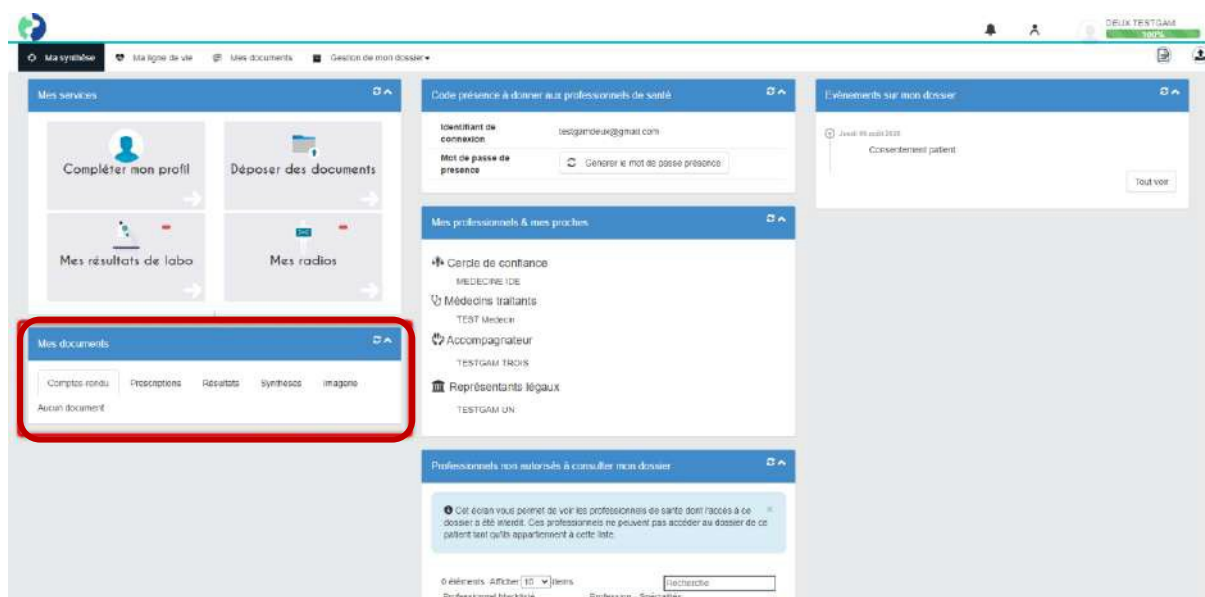 DEUX TESTGAM
100%
Ma synthèse
Ma ligne de vie
Mes documents
Gestion de mon dossier
Mes services
Compléter mon profil
Déposer des documents
Mes résultats de labo
Mes radios
Mes documents
Comptes rendu
Prescriptions
Résultats
Synthèses
Imagerie
Aucun document
Code présence à donner aux professionnels de santé
Identifiant de connexion
testgamdeux@gmail.com
Mot de passe de presence
Générer le mot de passe présence
Mes professionnels & mes proches
Cercle de confiance
MEDECINE IDE
Médecins traitants
TEST Medecin
Accompagnateur
TESTGAM TROIS
Représentants légaux
TESTGAM UN
Professionnels non autorisés à consulter mon dossier
Cet écran vous permet de voir les professionnels de santé dont l'accès à ce
dossier a été interdit. Ces professionnels ne peuvent pas accéder au dossier de ce
patient tant qu'ils appartiennent à cette liste.
×
0 éléments Afficher 10 items
Recherche
Evènements sur mon dossier
Consentement patient
Tout voir